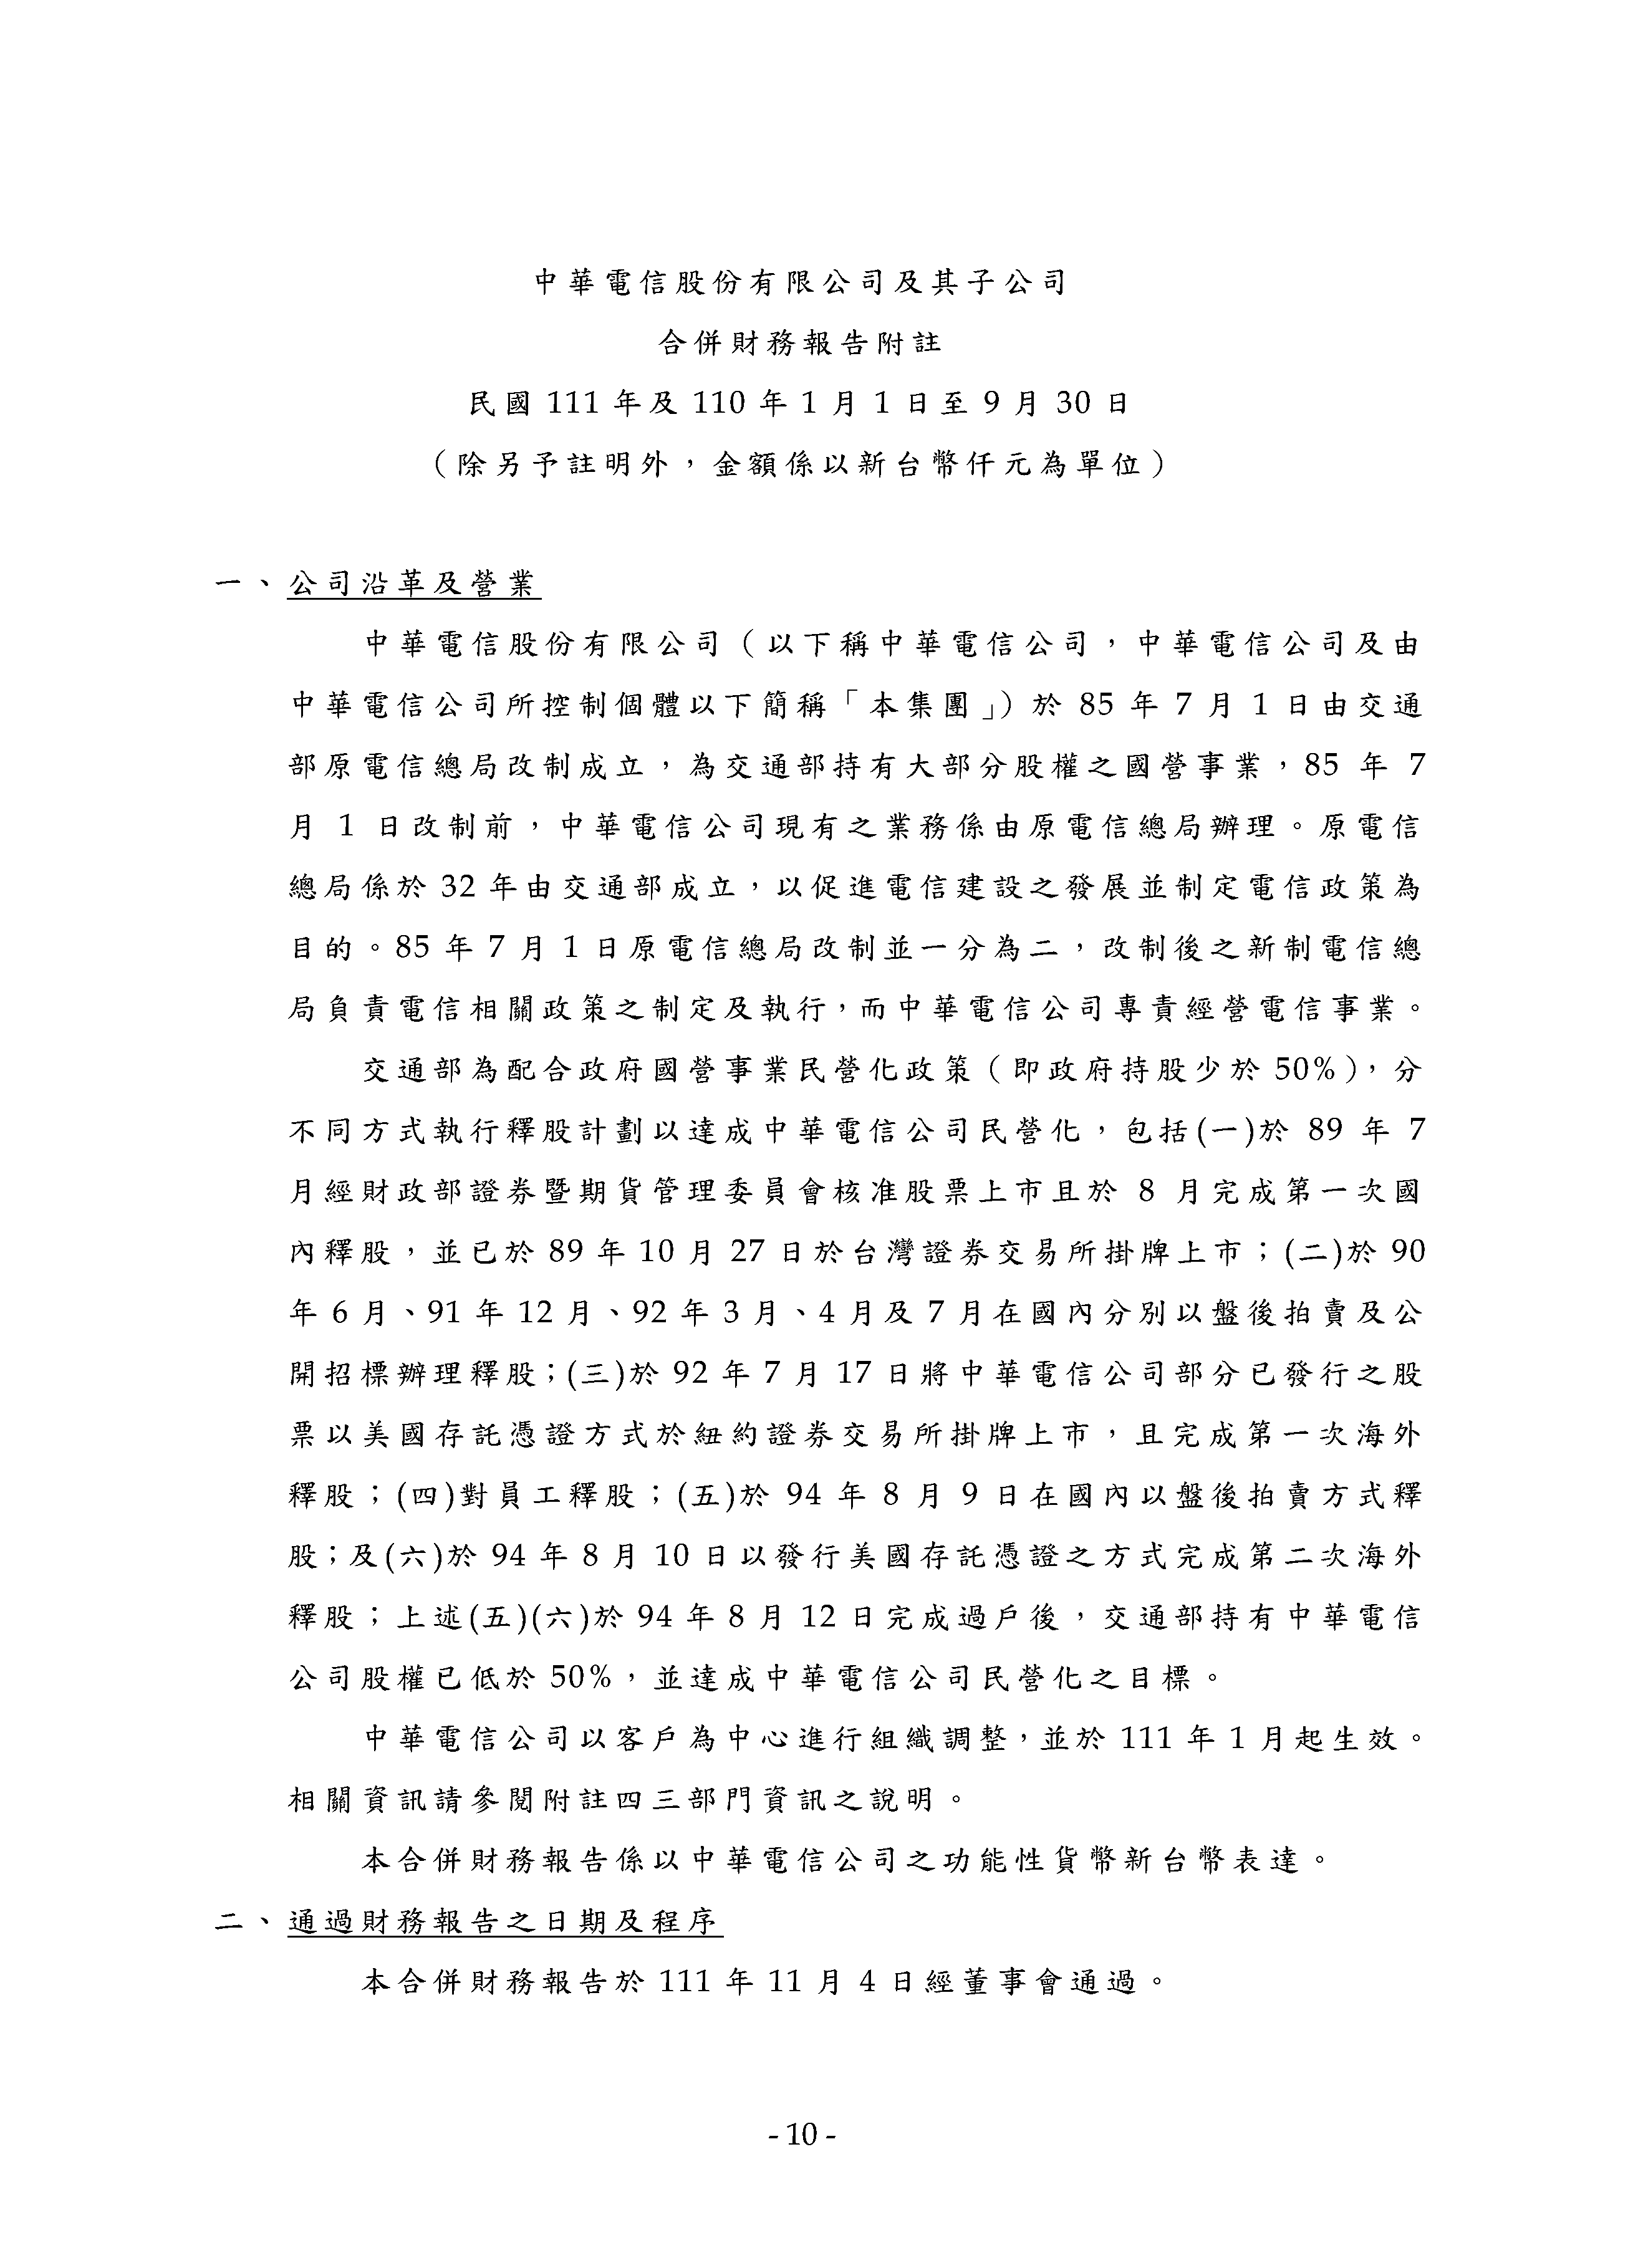 中華電信股份有限公司及其子公司
合併財務報告附註
民國 111 年及 110 年 1 月 1 日至 9 月 30 日
（除另予註明外，金額係以新台幣仟元為單位）
一、公司沿革及營業
中華電信股份有限公司（以下稱中華電信公司，中華電信公司及由
中華電信公司所控制個體以下簡稱「本集團」）於 85 年 7 月 1 日由交通
部原電信總局改制成立，為交通部持有大部分股權之國營事業，85 年 7
月 1 日改制前，中華電信公司現有之業務係由原電信總局辦理。原電信
總局係於 32 年由交通部成立，以促進電信建設之發展並制定電信政策為
目的。85 年 7 月 1 日原電信總局改制並一分為二，改制後之新制電信總
局負責電信相關政策之制定及執行，而中華電信公司專責經營電信事業。
交通部為配合政府國營事業民營化政策（即政府持股少於 50%），分
不同方式執行釋股計劃以達成中華電信公司民營化，包括(一)於 89 年 7
月經財政部證券暨期貨管理委員會核准股票上市且於 8 月完成第一次國
內釋股，並已於 89 年 10 月 27 日於台灣證券交易所掛牌上市；(二)於 90
年 6 月、91 年 12 月、92 年 3 月、4 月及 7 月在國內分別以盤後拍賣及公
開招標辦理釋股；(三)於 92 年 7 月 17 日將中華電信公司部分已發行之股
票以美國存託憑證方式於紐約證券交易所掛牌上市，且完成第一次海外
釋股；(四)對員工釋股；(五)於 94 年 8 月 9 日在國內以盤後拍賣方式釋
股；及(六)於 94 年 8 月 10 日以發行美國存託憑證之方式完成第二次海外
釋股；上述(五)(六)於 94 年 8 月 12 日完成過戶後，交通部持有中華電信
公司股權已低於 50%，並達成中華電信公司民營化之目標。
中華電信公司以客戶為中心進行組織調整，並於 111 年 1 月起生效。
相關資訊請參閱附註四三部門資訊之說明。
本合併財務報告係以中華電信公司之功能性貨幣新台幣表達。
二、通過財務報告之日期及程序
本合併財務報告於 111 年 11 月 4 日經董事會通過。
- 10 -